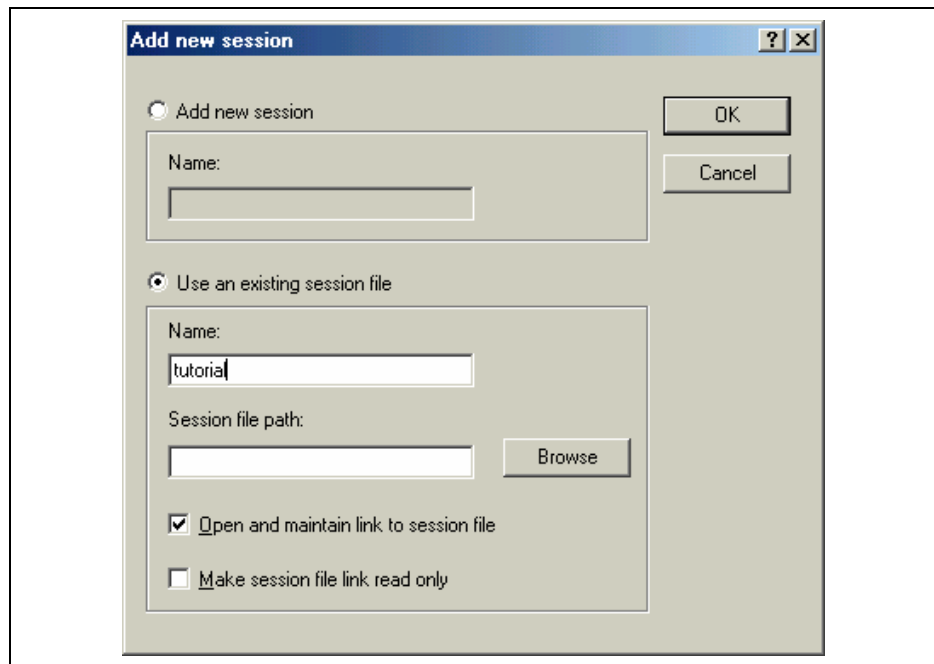 Add new session
Add new session
OK
Name:
Cancel
Use an existing session file
Name:
tutorial
Session file path:
Browse
Open and maintain link to session file
Make session file link read only